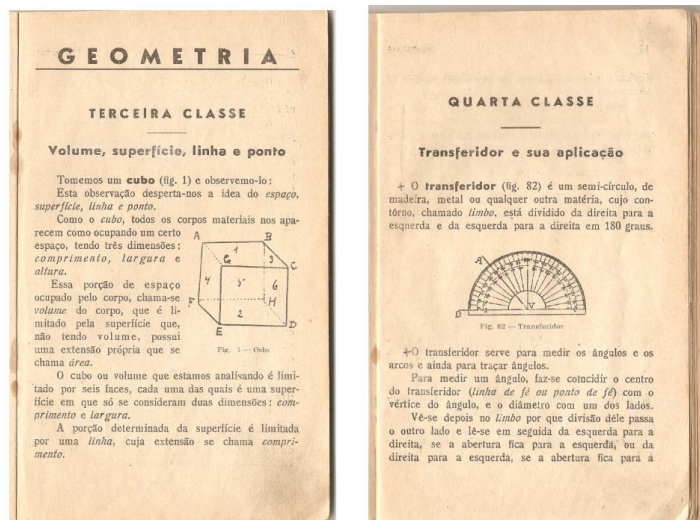 GEOMETRIA
TERCEIRA CLASSE
Volume, superfície, linha e ponto
Tomemos um cubo (fig. 1) e observemo-lo:
Esta observação desperta-nos a idea do espaço,
superfície, linha e ponto.
Como o cubo, todos os corpos materiais nos apa-
recem como ocupando um certo
espaço, tendo três dimensões:
comprimento, largura e
altura.
Essa porção de espaço
ocupado pelo corpo, chama-se
volume do corpo, que é li-
mitado pela superfície que,
não tendo volume, possui
uma extensão própria que se
chama área.
A
B
1
G
3
C
4
5
6
F
H
2
E
D
Fig. 1 — Cubo
O cubo ou volume que estamos analisando é limi-
tado por seis faces, cada uma das quais é uma super-
fície em que só se consideram duas dimensões: com-
primento e largura.
A porção determinada da superfície é limitada
por uma linha, cuja extensão se chama compri-
mento.
QUARTA CLASSE
Transferidor e sua aplicação
+ O transferidor (fig. 82) é um semi-círculo, de
madeira, metal ou qualquer outra matéria, cujo con-
tôrno, chamado limbo, está dividido da direita para a
esquerda e da esquerda para a direita em 180 graus.
A
V
Fig. 82 — Transferidor
+O transferidor serve para medir os ângulos e os
arcos e ainda para traçar ângulos.
Para medir um ângulo, faz-se coincidir o centro
do transferidor (linha de fé ou ponto de fé) com o
vértice do ângulo, e o diâmetro com um dos lados.
Vê-se depois no limbo por que divisão dêle passa
o outro lado e lê-se em seguida da esquerda para a
direita, se a abertura fica para a esquerda, ou da
direita para a esquerda, se a abertura fica para a